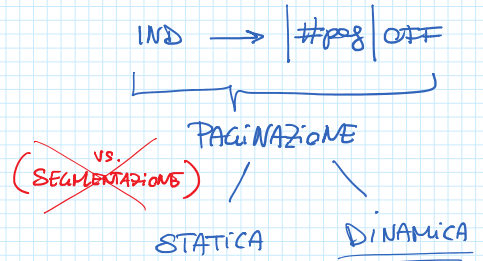 IND → | #pag | OFF
PAGINAZIONE
vs.
(SEGMENTAZIONE)
STATICA DINAMICA